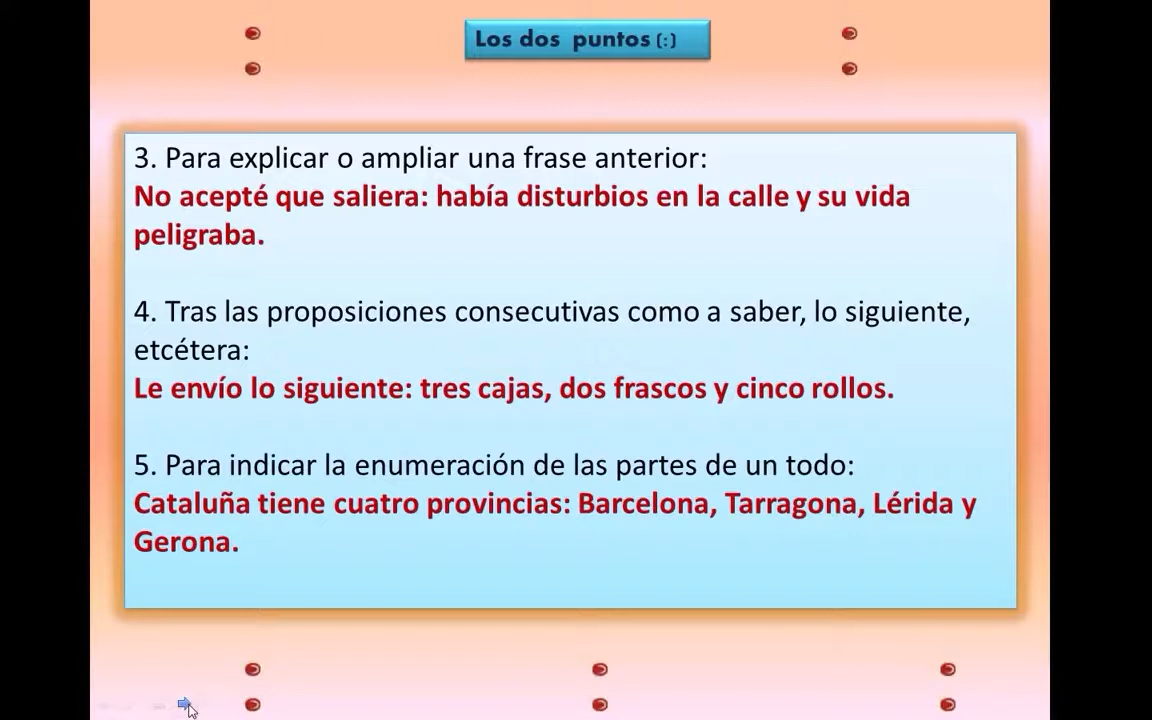 Los dos puntos (:)
3. Para explicar o ampliar una frase anterior:
No acepté que saliera: había disturbios en la calle y su vida
peligraba.
4. Tras las proposiciones consecutivas como a saber, lo siguiente,
etcétera:
Le envío lo siguiente: tres cajas, dos frascos y cinco rollos.
5. Para indicar la enumeración de las partes de un todo:
Cataluña tiene cuatro provincias: Barcelona, Tarragona, Lérida y
Gerona.